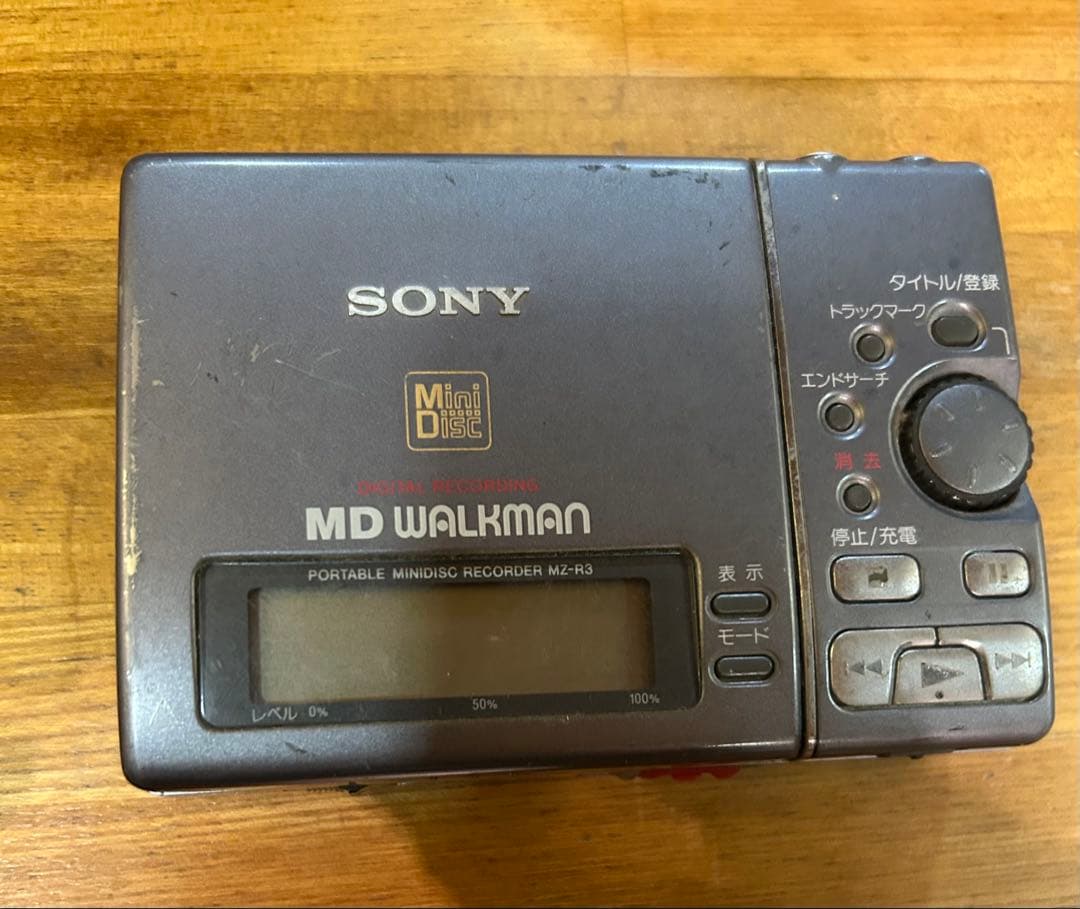 SONY
Mini
Disc
DIGITAL RECORDING
MD WALKMAN
PORTABLE MINIDISC RECORDER MZ-R3
レベル 0% 50% 100%
表示
モード
タイトル/登録
トラックマーク
エンドサーチ
消去
停止/充電